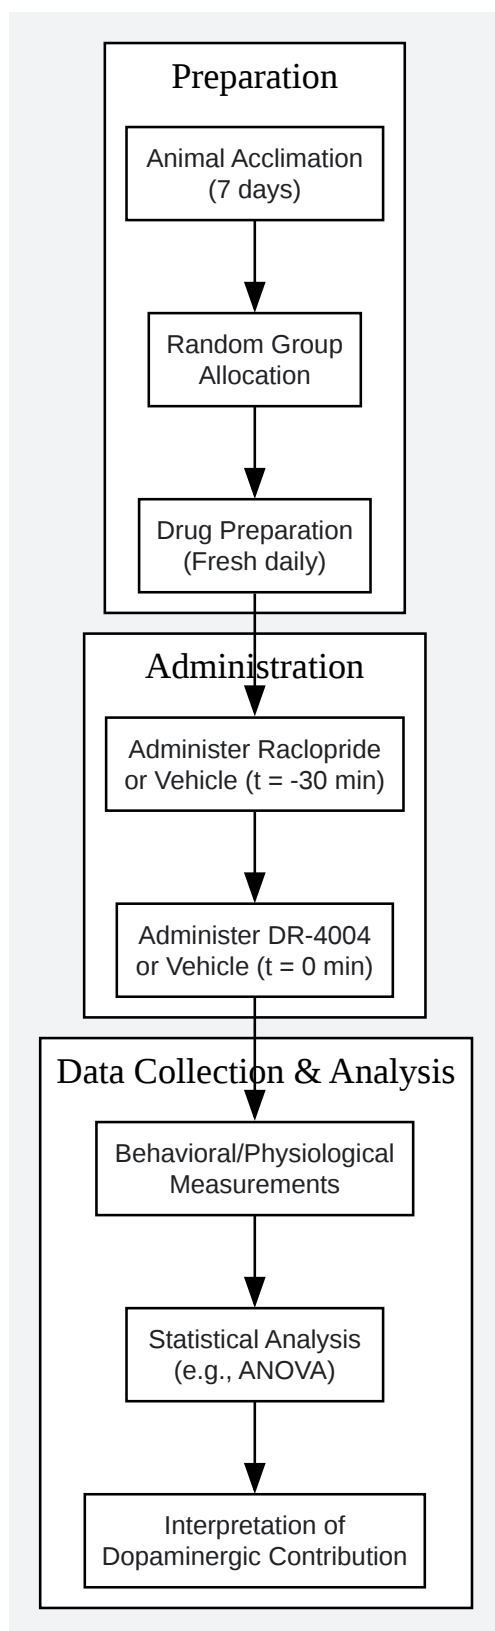 Preparation
Animal Acclimation
(7 days)
Random Group
Allocation
Drug Preparation
(Fresh daily)
Administration
Administer Raclopride
or Vehicle (t = -30 min)
Administer DR-4004
or Vehicle (t = 0 min)
Data Collection & Analysis
Behavioral/Physiological
Measurements
Statistical Analysis
(e.g., ANOVA)
Interpretation of
Dopaminergic Contribution